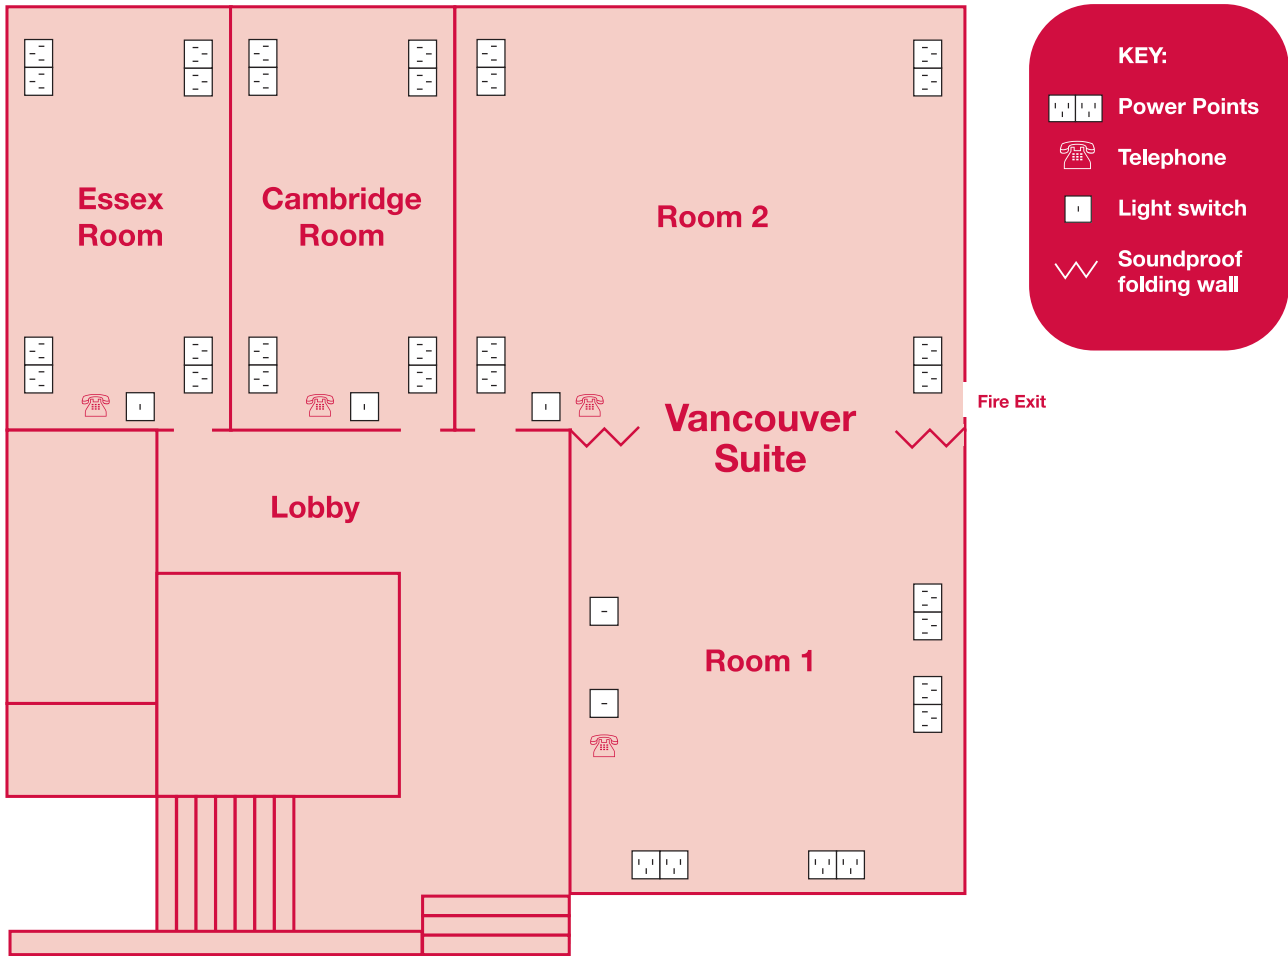 Essex
Room
Cambridge
Room
Room 2
KEY:
Power Points
Telephone
Light switch
Soundproof
folding wall
Fire Exit
Vancouver
Suite
Lobby
Room 1